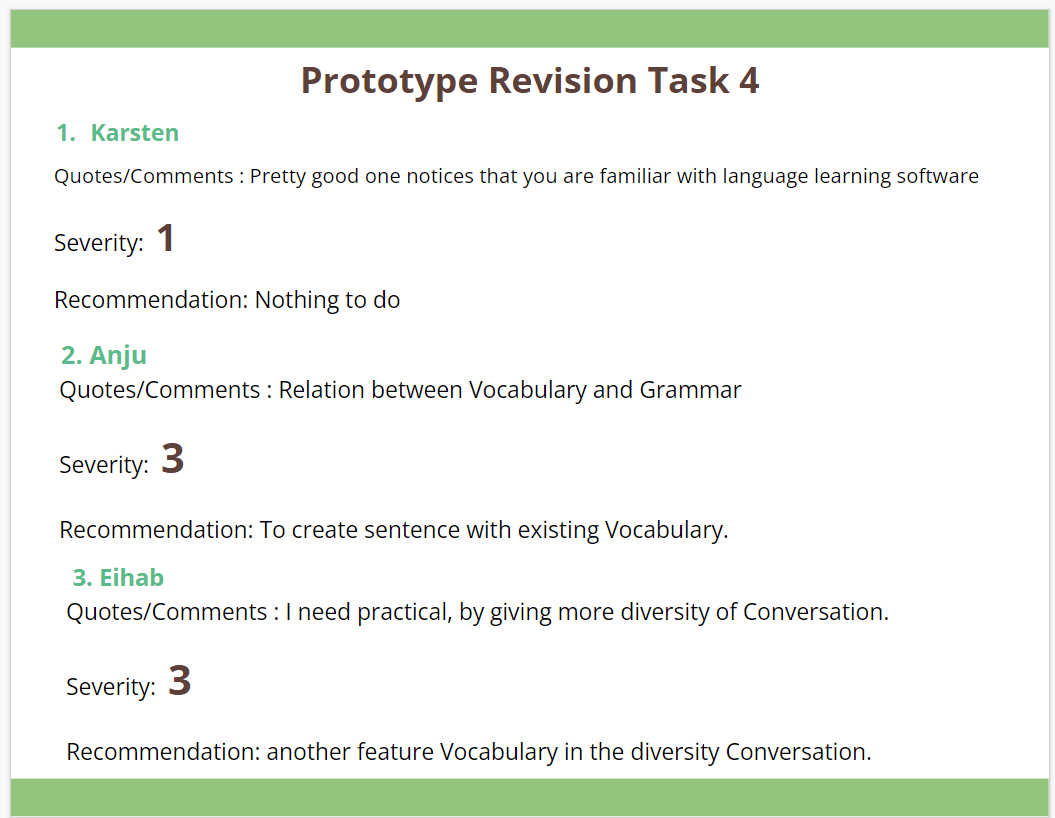 Prototype Revision Task 4
1. Karsten
Quotes/Comments : Pretty good one notices that you are familiar with language learning software
Severity: 1
Recommendation: Nothing to do
2. Anju
Quotes/Comments : Relation between Vocabulary and Grammar
Severity: 3
Recommendation: To create sentence with existing Vocabulary.
3. Eihab
Quotes/Comments : I need practical, by giving more diversity of Conversation.
Severity: 3
Recommendation: another feature Vocabulary in the diversity Conversation.